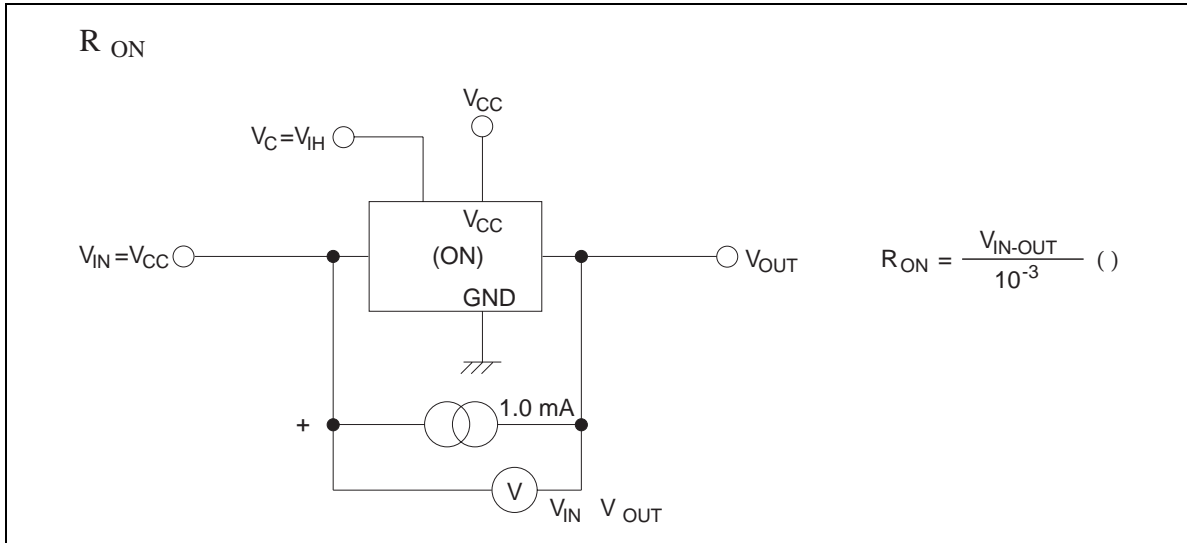 R ON
VCC
VC=VIH
VCC
VIN=VCC
(ON)
VOUT
RON = VIN-OUT / 10-3 ( )
GND
1.0 mA
+
V
VIN VOUT